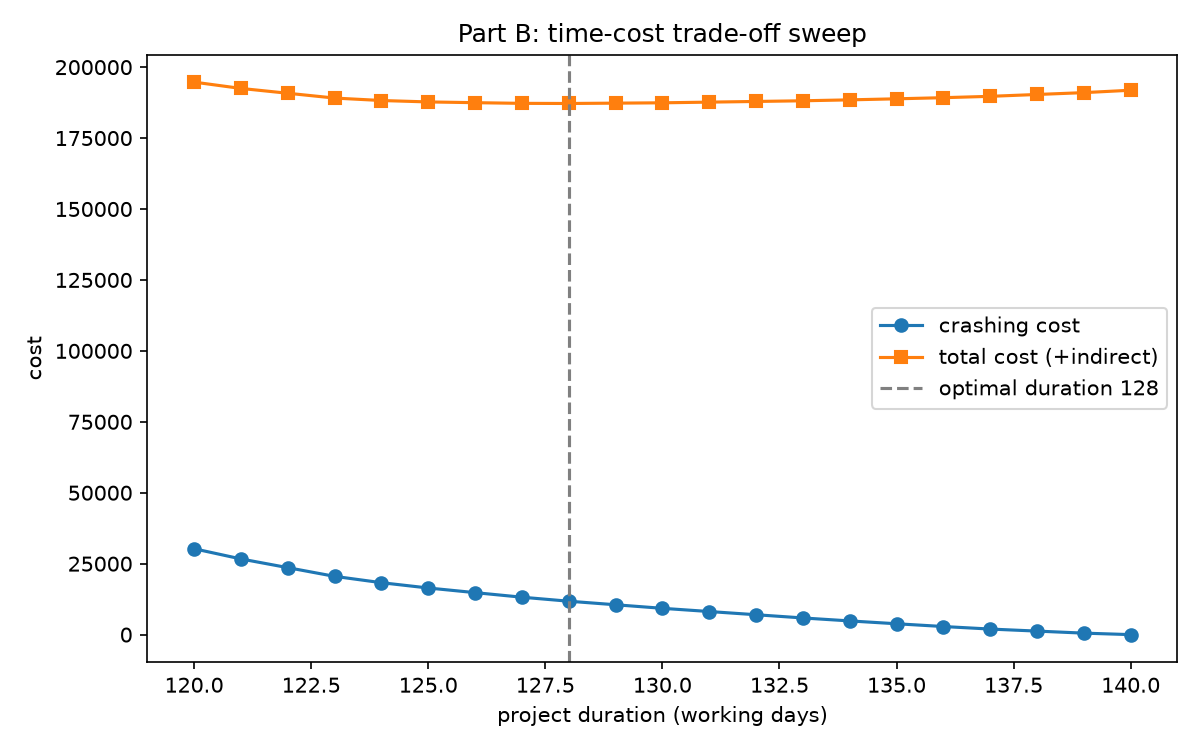 Part B: time-cost trade-off sweep
cost
200000
175000
150000
125000
100000
75000
50000
25000
0
crashing cost
total cost (+indirect)
optimal duration 128
120.0 122.5 125.0 127.5 130.0 132.5 135.0 137.5 140.0
project duration (working days)